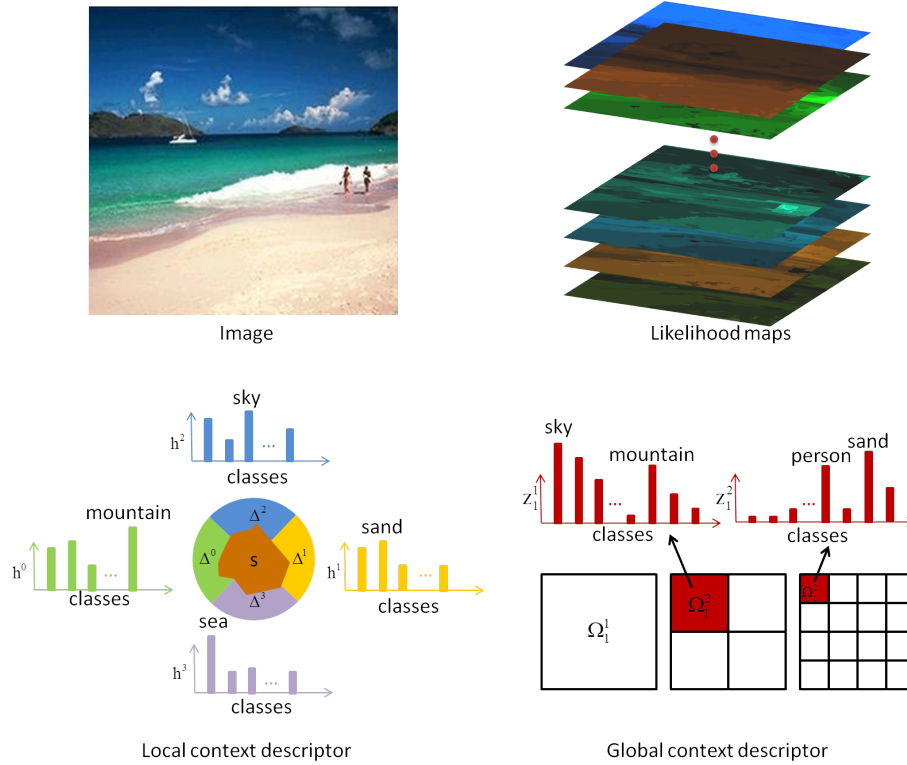 Image
Likelihood maps
sky
h²
...
classes
mountain
h⁰
...
classes
Δ²
Δ⁰
s
Δ¹
Δ³
sand
h¹
...
classes
sea
h³
...
classes
Local context descriptor
sky
mountain
Z₁¹
...
classes
person
sand
Z₁²
...
classes
Ω₁¹
Ω₁²
Global context descriptor